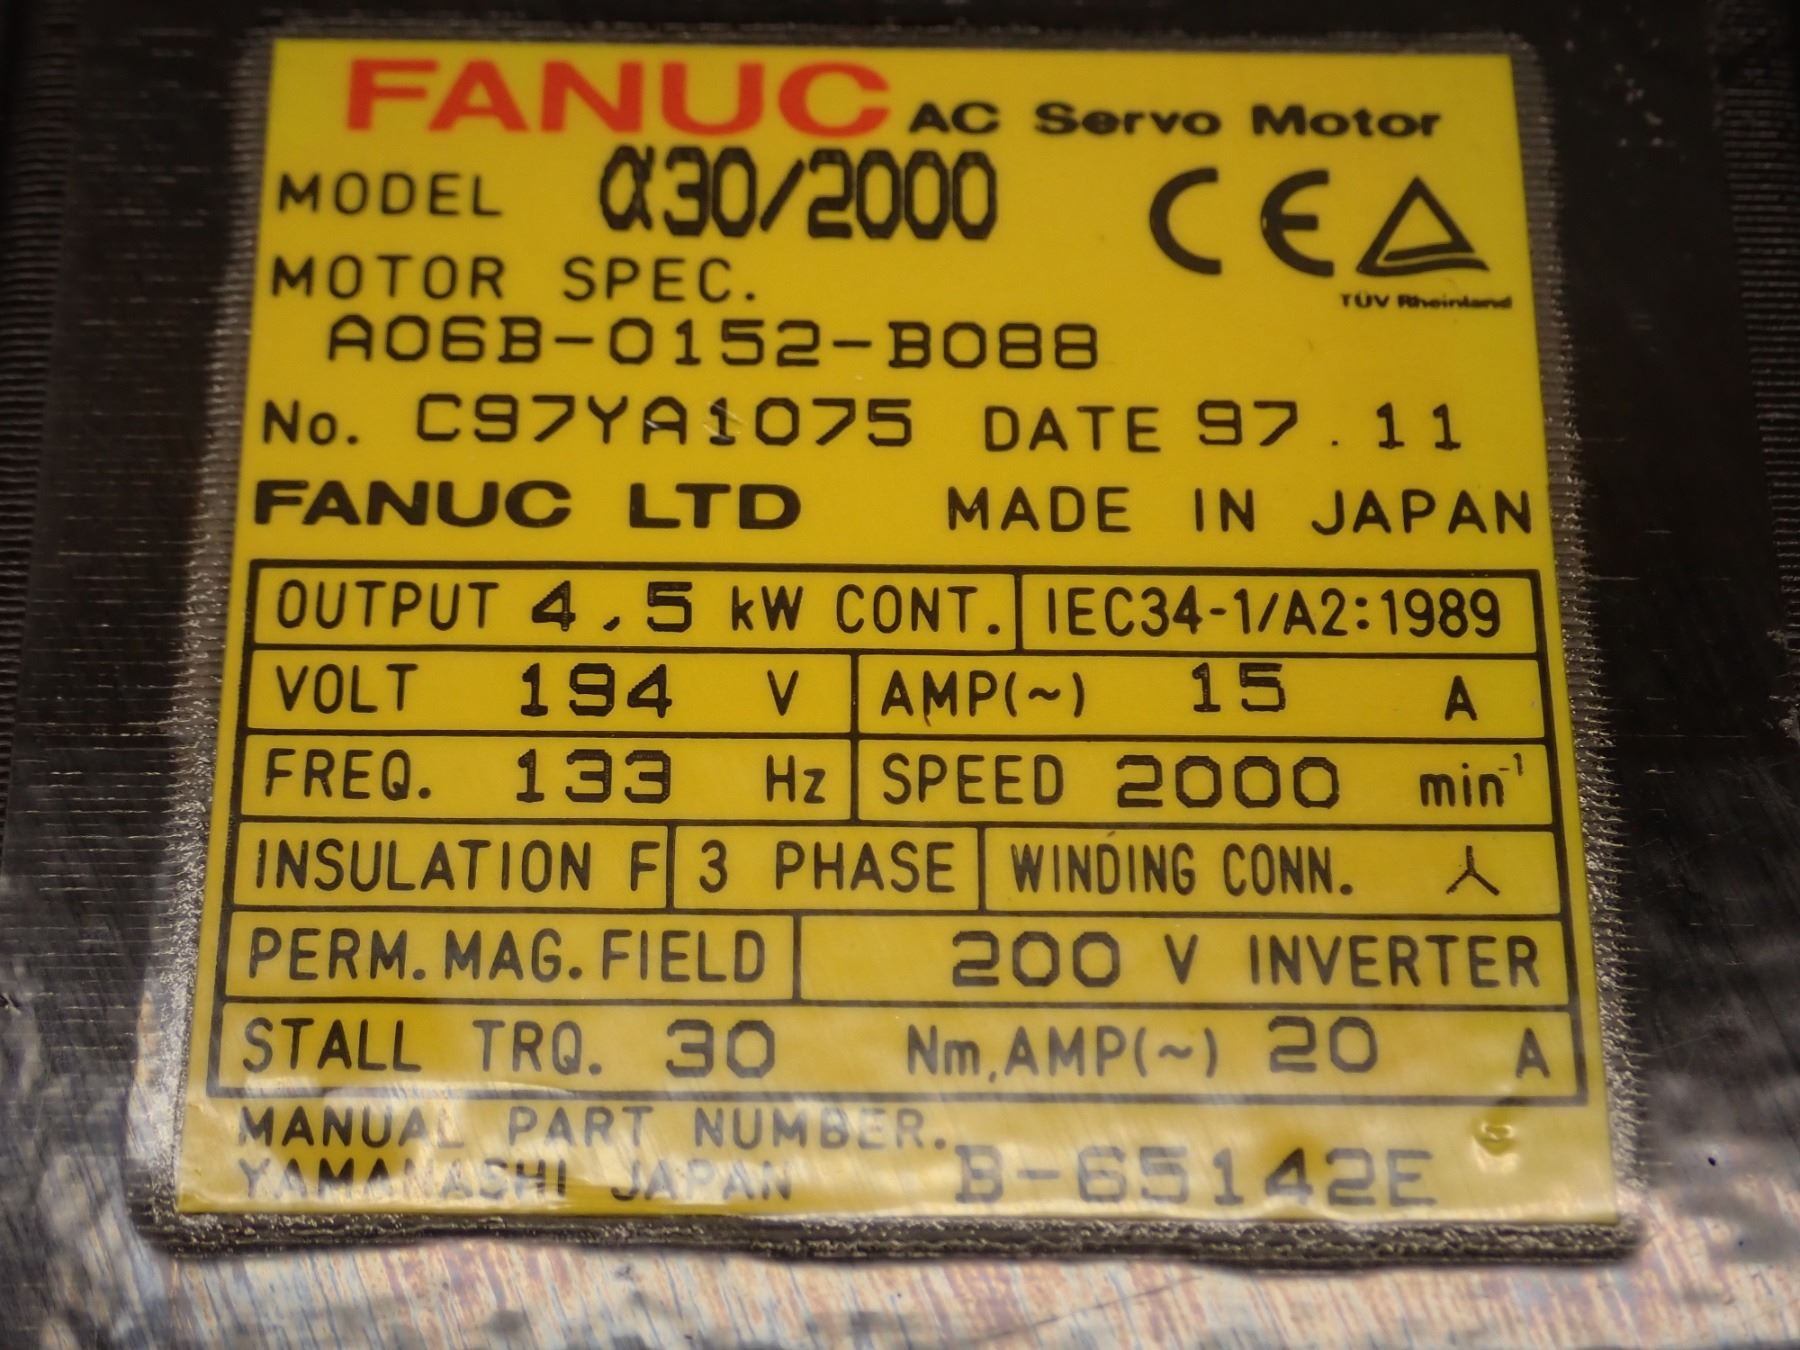 FANUC AC Servo Motor
MODEL α30/2000 CE
TÜV Rheinland
MOTOR SPEC.
A06B-0152-B088
No. C97YA1075 DATE 97.11
FANUC LTD MADE IN JAPAN
OUTPUT 4.5 kW CONT. IEC34-1/A2:1989
VOLT 194 V AMP(~) 15 A
FREQ. 133 Hz SPEED 2000 min⁻¹
INSULATION F 3 PHASE WINDING CONN.
PERM. MAG. FIELD 200 V INVERTER
STALL TRQ. 30 Nm, AMP(~) 20 A
MANUAL PART NUMBER.
YAMANASHI JAPAN B-65142E